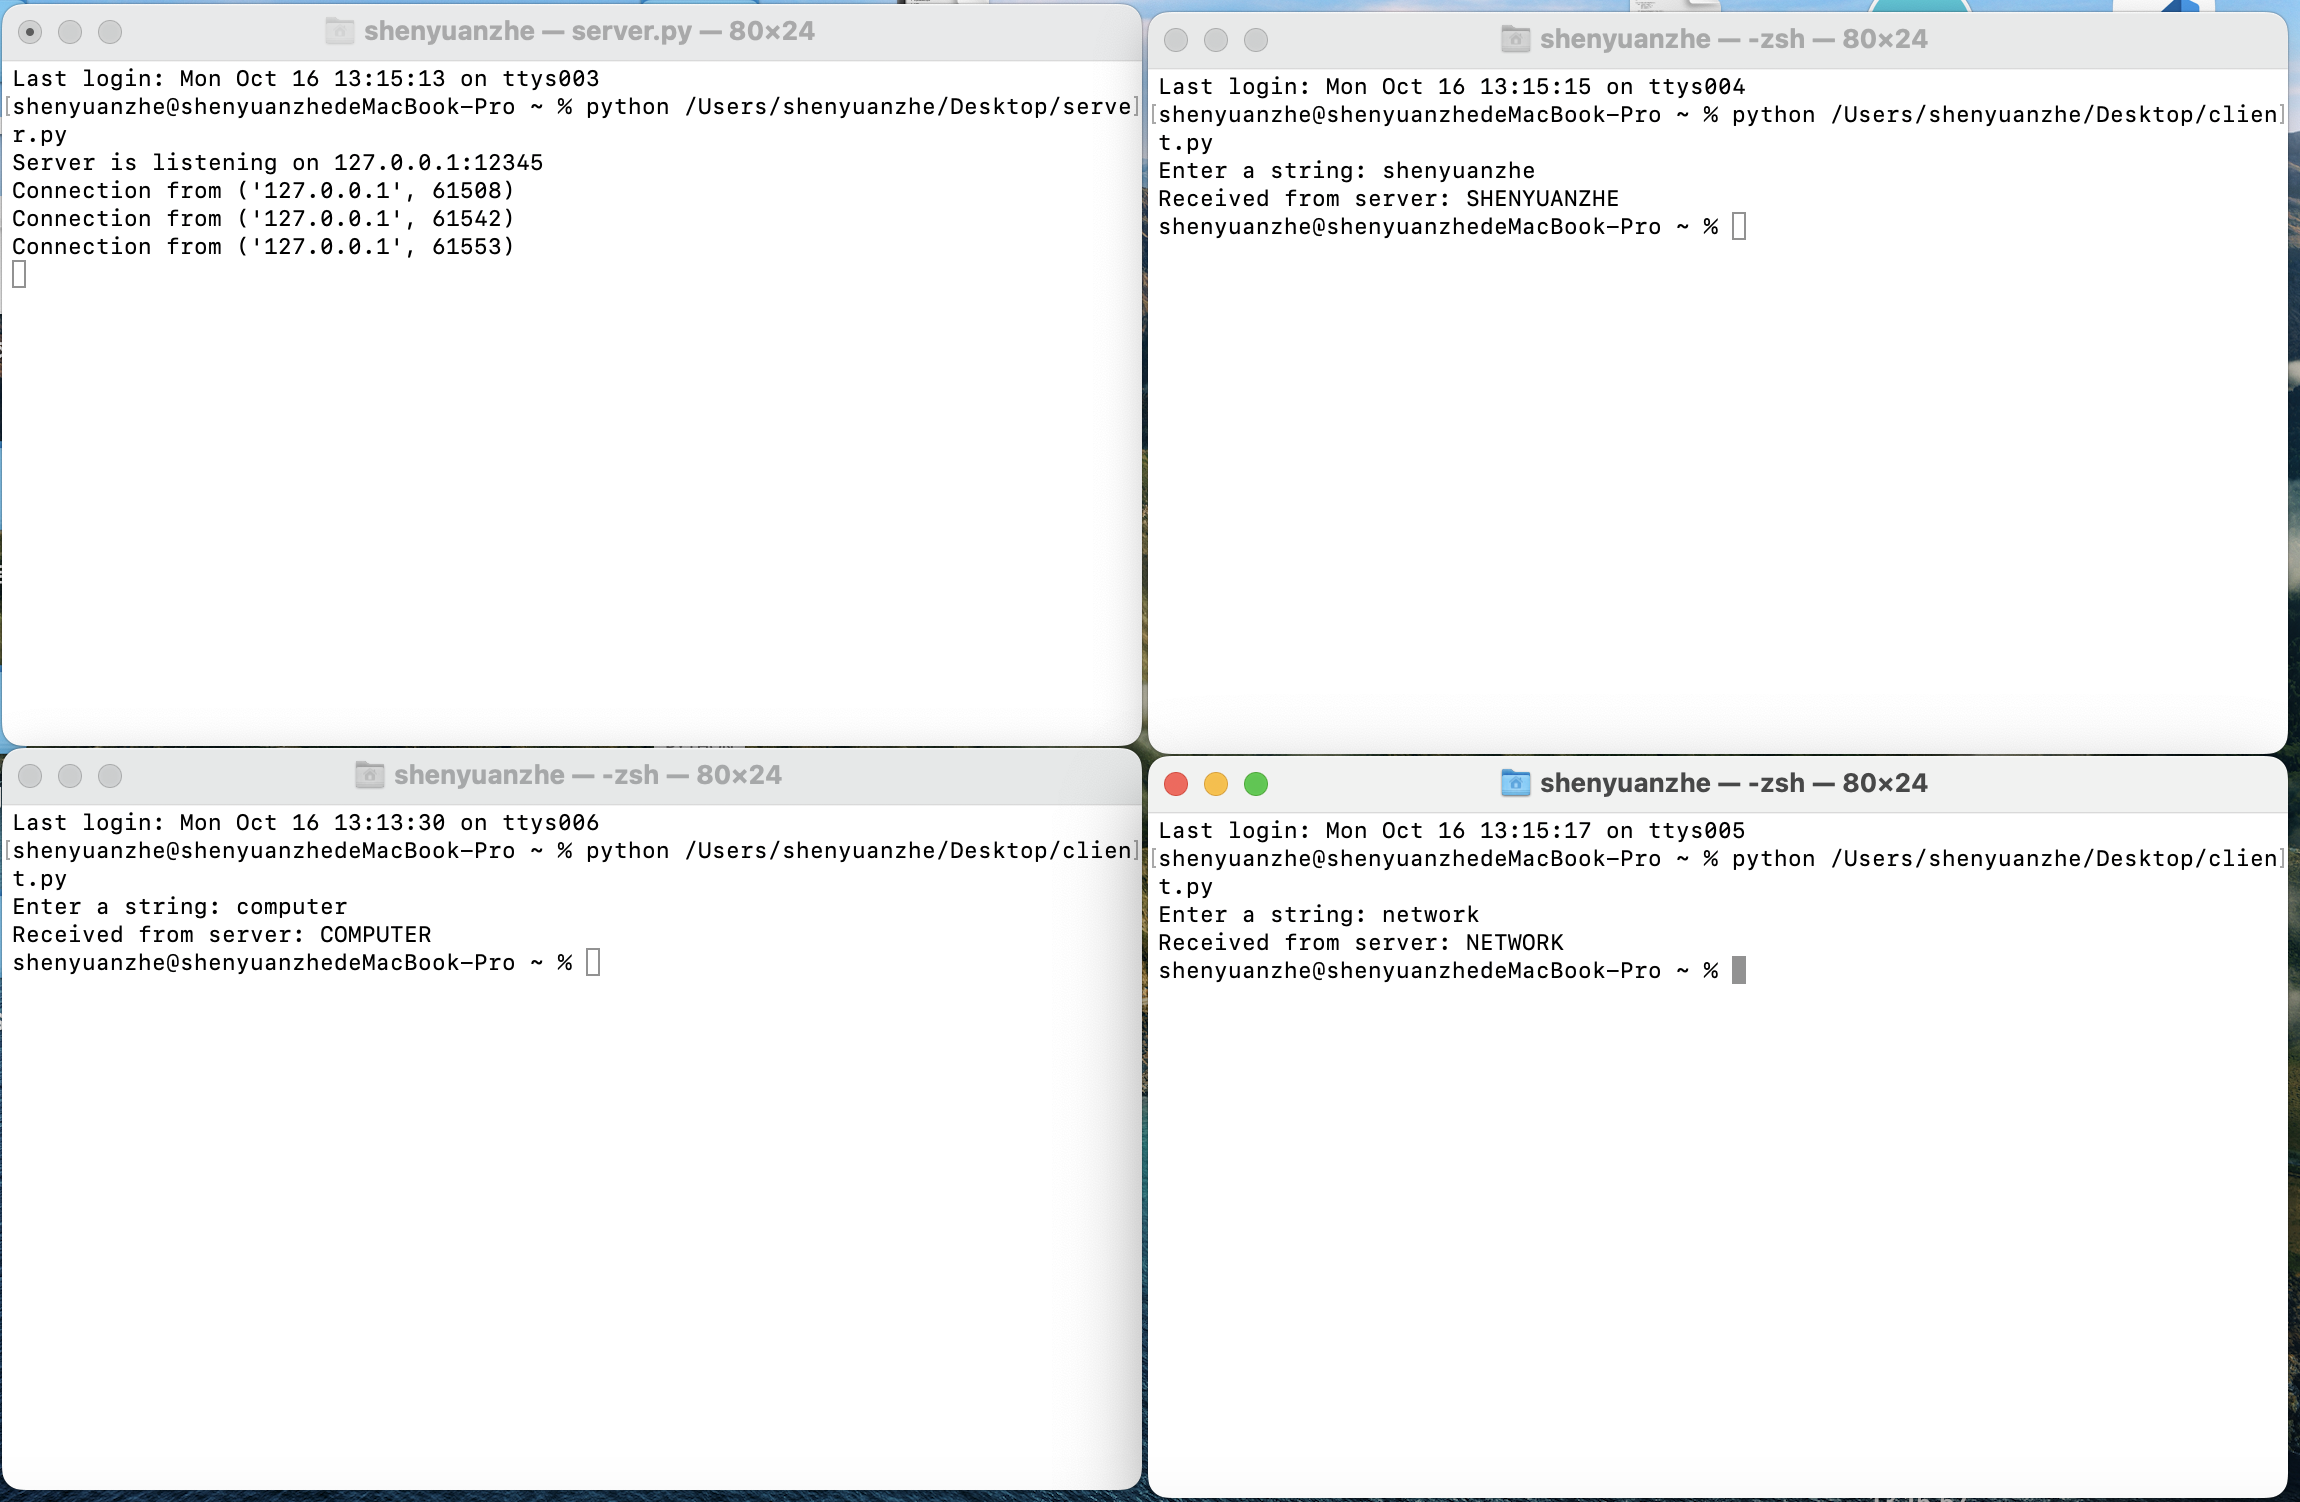 shenyuanzhe — server.py — 80×24
Last login: Mon Oct 16 13:15:13 on ttys003
[shenyuanzhe@shenyuanzhedeMacBook-Pro ~ % python /Users/shenyuanzhe/Desktop/serve]
r.py
Server is listening on 127.0.0.1:12345
Connection from ('127.0.0.1', 61508)
Connection from ('127.0.0.1', 61542)
Connection from ('127.0.0.1', 61553)
shenyuanzhe — -zsh — 80×24
Last login: Mon Oct 16 13:15:15 on ttys004
[shenyuanzhe@shenyuanzhedeMacBook-Pro ~ % python /Users/shenyuanzhe/Desktop/clien]
t.py
Enter a string: shenyuanzhe
Received from server: SHENYUANZHE
shenyuanzhe@shenyuanzhedeMacBook-Pro ~ %
shenyuanzhe — -zsh — 80×24
Last login: Mon Oct 16 13:13:30 on ttys006
[shenyuanzhe@shenyuanzhedeMacBook-Pro ~ % python /Users/shenyuanzhe/Desktop/clien]
t.py
Enter a string: computer
Received from server: COMPUTER
shenyuanzhe@shenyuanzhedeMacBook-Pro ~ %
shenyuanzhe — -zsh — 80×24
Last login: Mon Oct 16 13:15:17 on ttys005
[shenyuanzhe@shenyuanzhedeMacBook-Pro ~ % python /Users/shenyuanzhe/Desktop/clien]
t.py
Enter a string: network
Received from server: NETWORK
shenyuanzhe@shenyuanzhedeMacBook-Pro ~ %